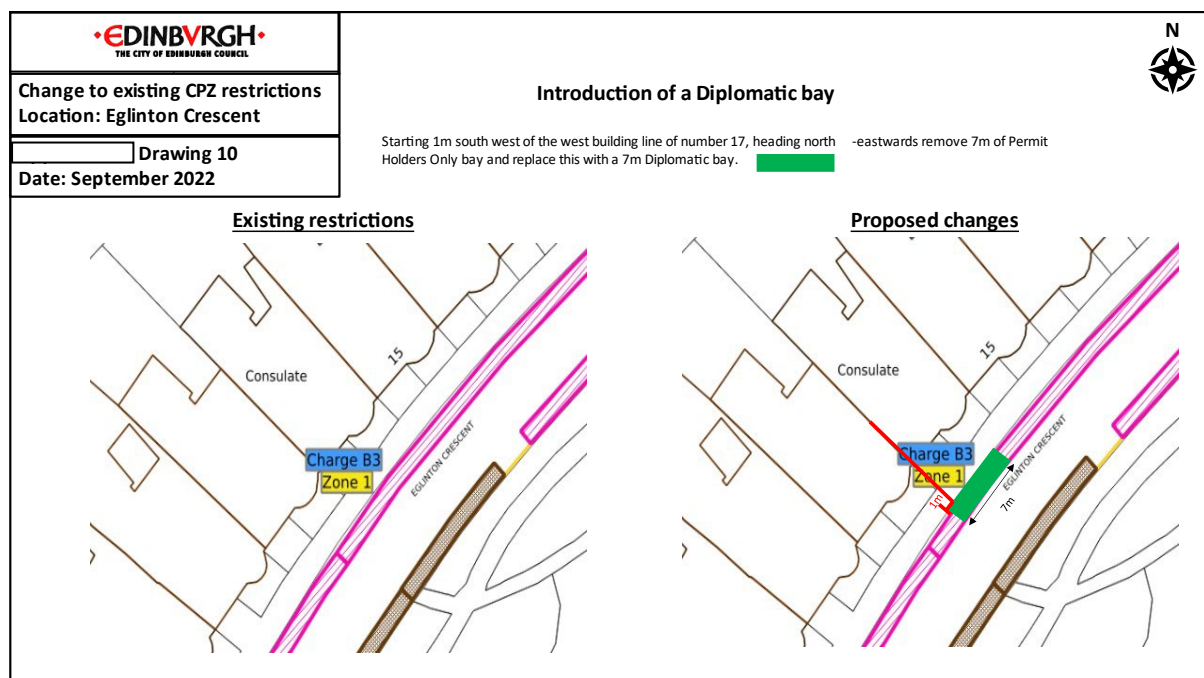 EDINBVRGH
THE CITY OF EDINBURGH COUNCIL
Change to existing CPZ restrictions
Location: Eglinton Crescent
Drawing 10
Date: September 2022
N
Introduction of a Diplomatic bay
Starting 1m south west of the west building line of number 17, heading north -eastwards remove 7m of Permit
Holders Only bay and replace this with a 7m Diplomatic bay.
Existing restrictions
15
Consulate
Charge B3
Zone 1
EGLINTON CRESCENT
Proposed changes
15
Consulate
Charge B3
Zone 1
EGLINTON CRESCENT
1m
7m